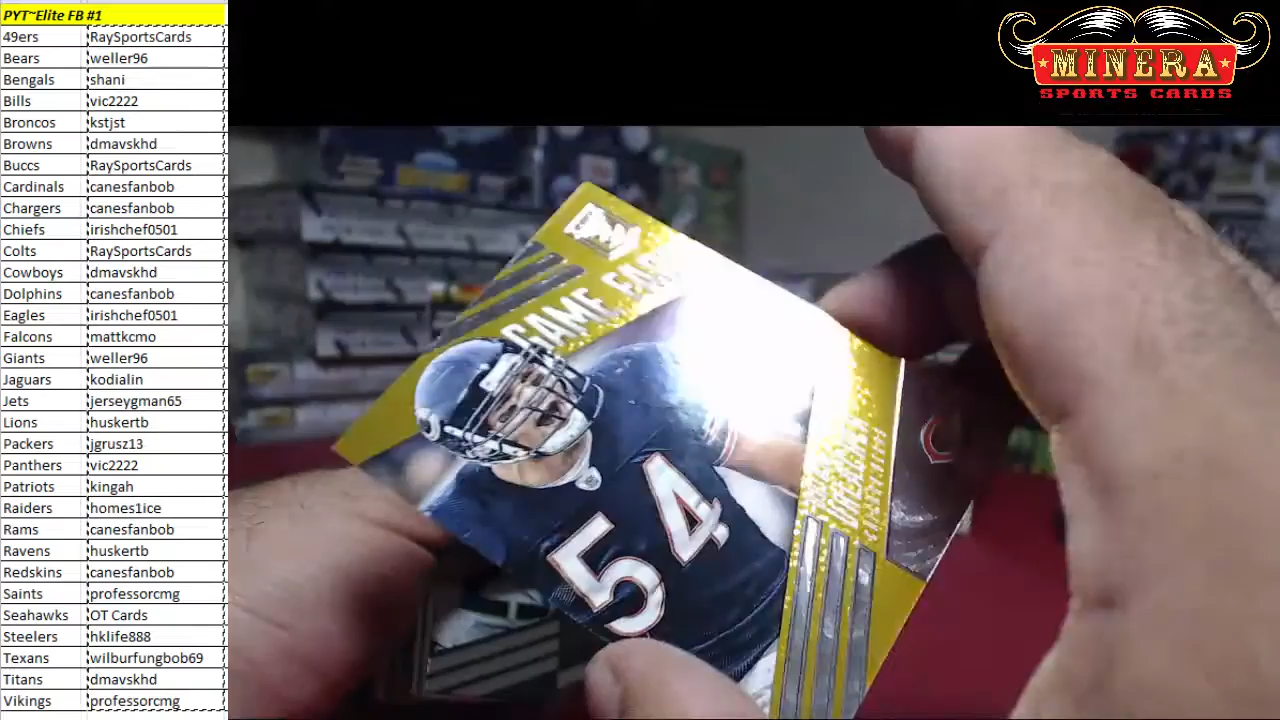 PYT~Elite FB #1
49ers RaySportsCards
Bears weller96
Bengals shani
Bills vic2222
Broncos kstjst
Browns dmavskhd
Buccs RaySportsCards
Cardinals canesfanbob
Chargers canesfanbob
Chiefs irishchef0501
Colts RaySportsCards
Cowboys dmavskhd
Dolphins canesfanbob
Eagles irishchef0501
Falcons mattkcmo
Giants weller96
Jaguars kodialin
Jets jerseygman65
Lions huskertb
Packers jgrusz13
Panthers vic2222
Patriots kingah
Raiders homes1ice
Rams canesfanbob
Ravens huskertb
Redskins canesfanbob
Saints professorcmg
Seahawks OT Cards
Steelers hklife888
Texans wilburfungbob69
Titans dmavskhd
Vikings professorcmg
MINERA
SPORTS CARDS
GAME
54